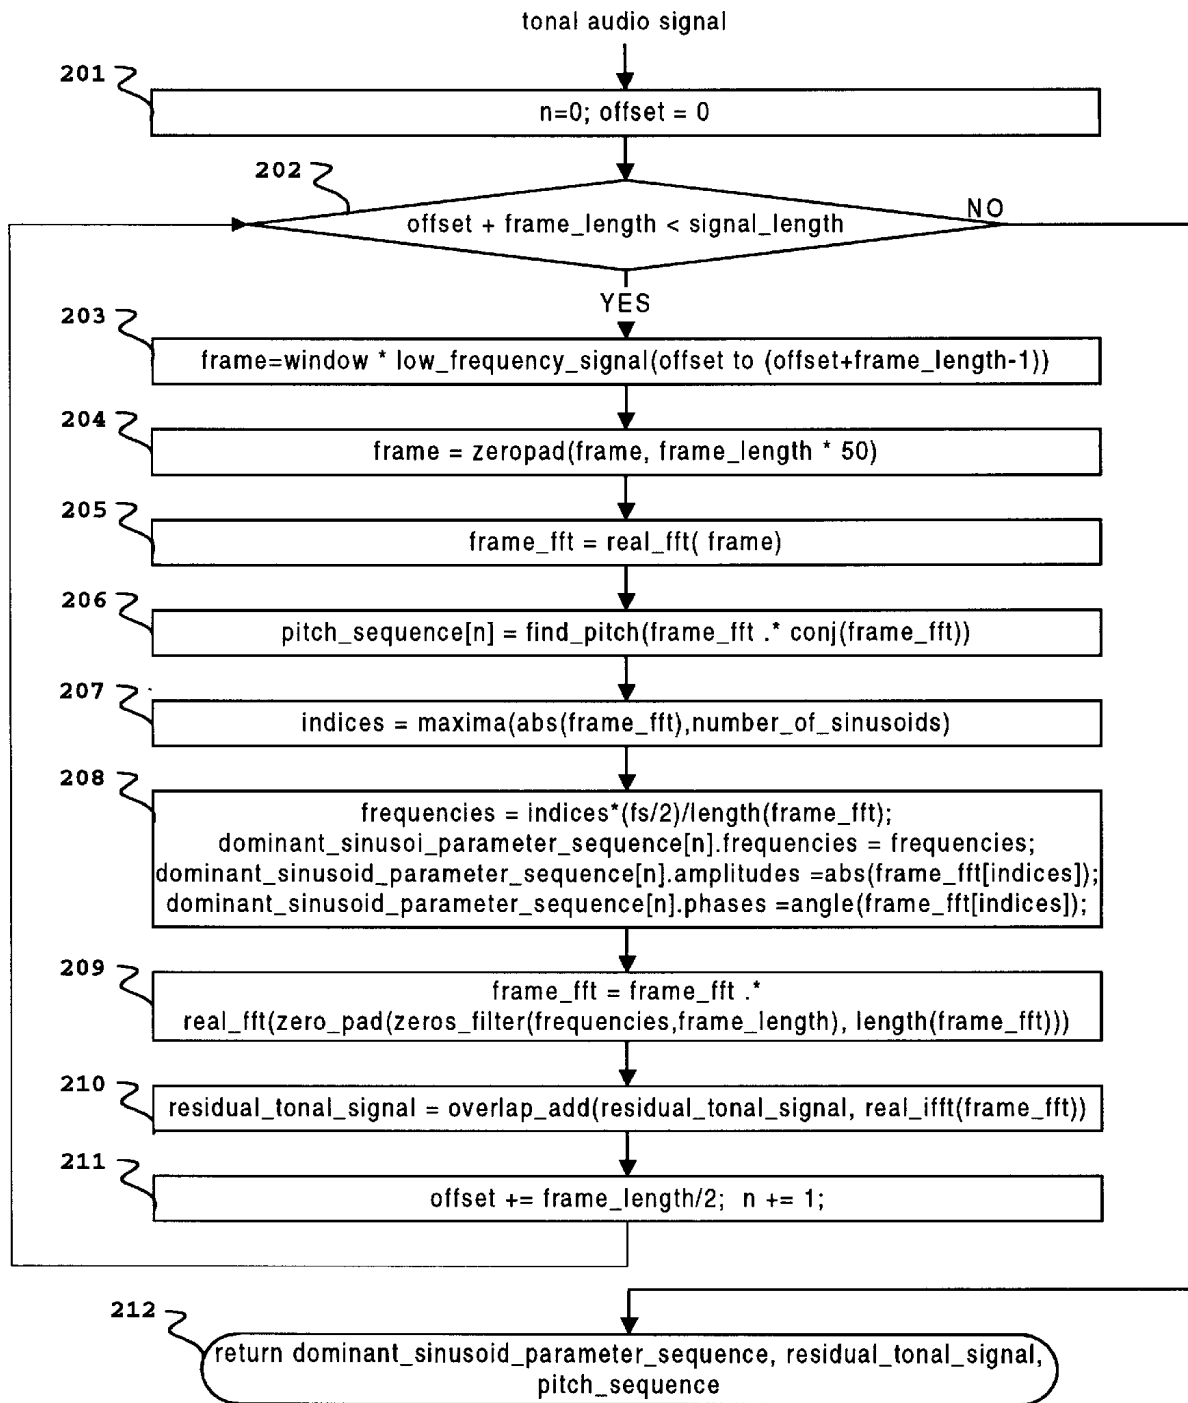 tonal audio signal
201
n=0; offset = 0
202
offset + frame_length < signal_length
NO
YES
203
frame=window * low_frequency_signal(offset to (offset+frame_length-1))
204
frame = zeropad(frame, frame_length * 50)
205
frame_fft = real_fft( frame)
206
pitch_sequence[n] = find_pitch(frame_fft .* conj(frame_fft))
207
indices = maxima(abs(frame_fft),number_of_sinusoids)
208
frequencies = indices*(fs/2)/length(frame_fft);
dominant_sinusoi_parameter_sequence[n].frequencies = frequencies;
dominant_sinusoid_parameter_sequence[n].amplitudes =abs(frame_fft[indices]);
dominant_sinusoid_parameter_sequence[n].phases =angle(frame_fft[indices]);
209
frame_fft = frame_fft .*
real_fft(zero_pad(zeros_filter(frequencies,frame_length), length(frame_fft)))
210
residual_tonal_signal = overlap_add(residual_tonal_signal, real_ifft(frame_fft))
211
offset += frame_length/2; n += 1;
212
return dominant_sinusoid_parameter_sequence, residual_tonal_signal,
pitch_sequence